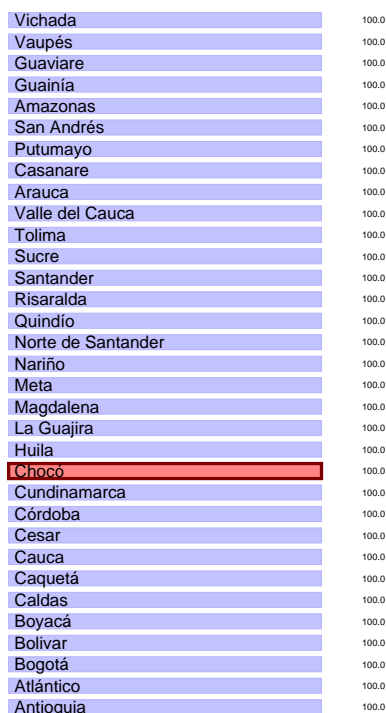 Vichada 100.0
Vaupés 100.0
Guaviare 100.0
Guainía 100.0
Amazonas 100.0
San Andrés 100.0
Putumayo 100.0
Casanare 100.0
Arauca 100.0
Valle del Cauca 100.0
Tolima 100.0
Sucre 100.0
Santander 100.0
Risaralda 100.0
Quindío 100.0
Norte de Santander 100.0
Nariño 100.0
Meta 100.0
Magdalena 100.0
La Guajira 100.0
Huila 100.0
Chocó 100.0
Cundinamarca 100.0
Córdoba 100.0
Cesar 100.0
Cauca 100.0
Caquetá 100.0
Caldas 100.0
Boyacá 100.0
Bolivar 100.0
Bogotá 100.0
Atlántico 100.0
Antioquia 100.0